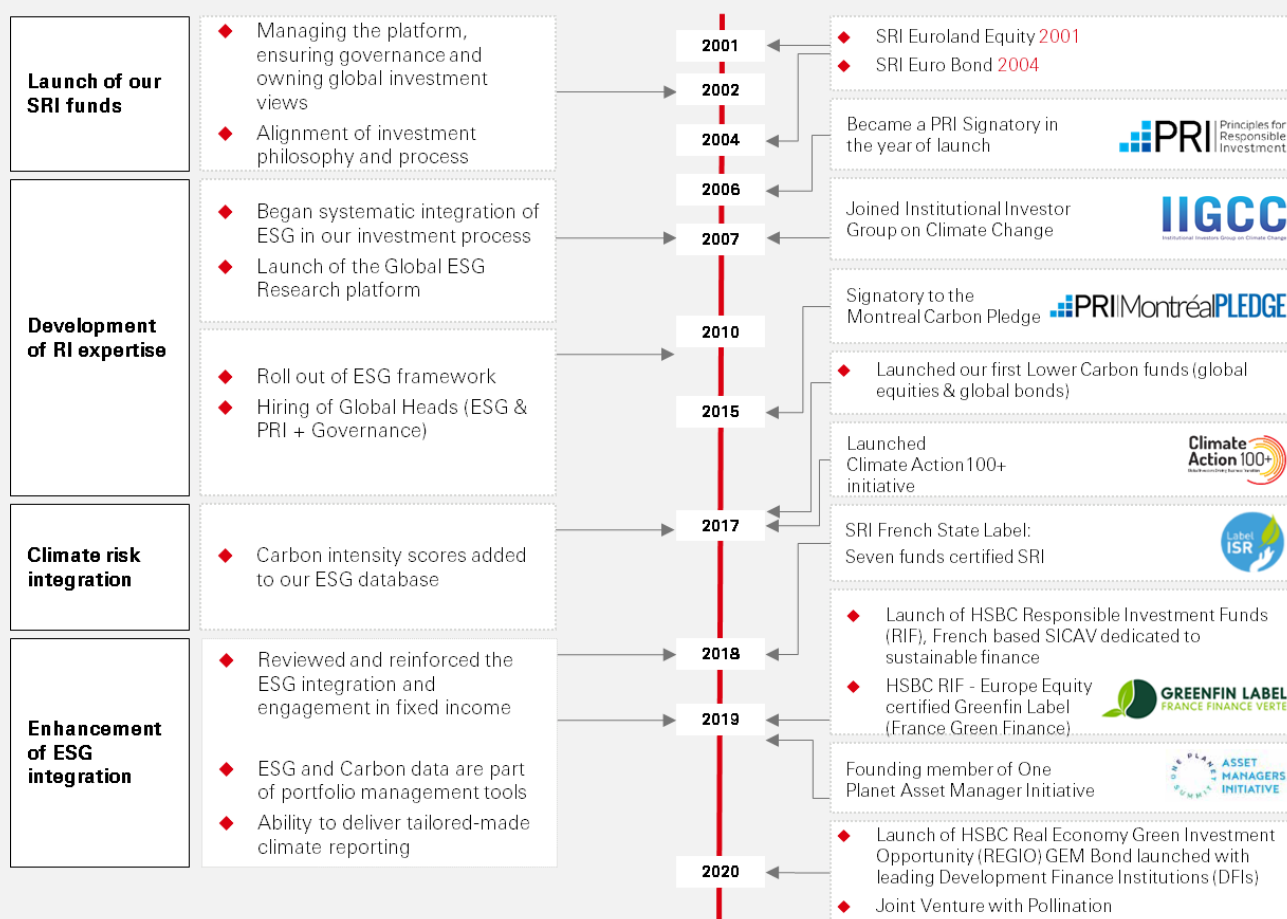 Launch of our
SRI funds
Managing the platform,
ensuring governance and
owning global investment
views
Alignment of investment
philosophy and process
Development
of RI expertise
Began systematic integration of
ESG in our investment process
Launch of the Global ESG
Research platform
Roll out of ESG framework
Hiring of Global Heads (ESG &
PRI + Governance)
Climate risk
integration
Carbon intensity scores added
to our ESG database
Enhancement
of ESG
integration
Reviewed and reinforced the
ESG integration and
engagement in fixed income
ESG and Carbon data are part
of portfolio management tools
Ability to deliver tailored-made
climate reporting
2001
2002
2004
2006
2007
2010
2015
2017
2018
2019
2020
SRI Euroland Equity 2001
SRI Euro Bond 2004
Became a PRI Signatory in
the year of launch
PRI
Principles for
Responsible
Investment
Joined Institutional Investor
Group on Climate Change
IIGCC
Institutional Investors Group on Climate Change
Signatory to the
Montreal Carbon Pledge
PRI MontréalPLEDGE
Launched our first Lower Carbon funds (global
equities & global bonds)
Launched
Climate Action 100+
initiative
Climate
Action 100+
SRI French State Label:
Seven funds certified SRI
Label
ISR
Launch of HSBC Responsible Investment Funds
(RIF), French based SICAV dedicated to
sustainable finance
HSBC RIF - Europe Equity
certified Greenfin Label
(France Green Finance)
GREENFIN LABEL
FRANCE FINANCE VERTE
Founding member of One
Planet Asset Manager Initiative
ONE PLANET
SUMMIT
ASSET
MANAGERS
INITIATIVE
Launch of HSBC Real Economy Green Investment
Opportunity (REGIO) GEM Bond launched with
leading Development Finance Institutions (DFIs)
Joint Venture with Pollination